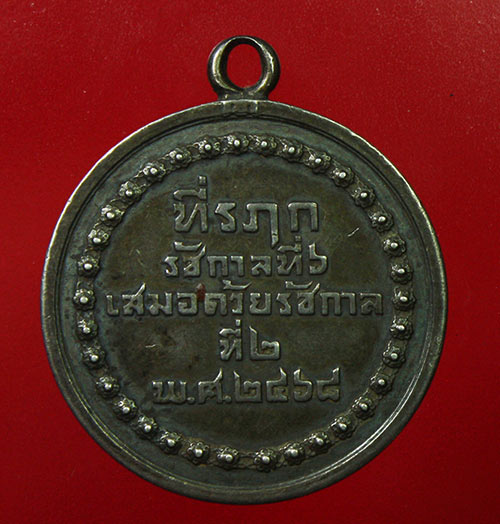 ที่รฦก
รัชกาลที่๖
เสมอด้วยรัชกาล
ที่๒
พ.ศ.๒๔๖๘